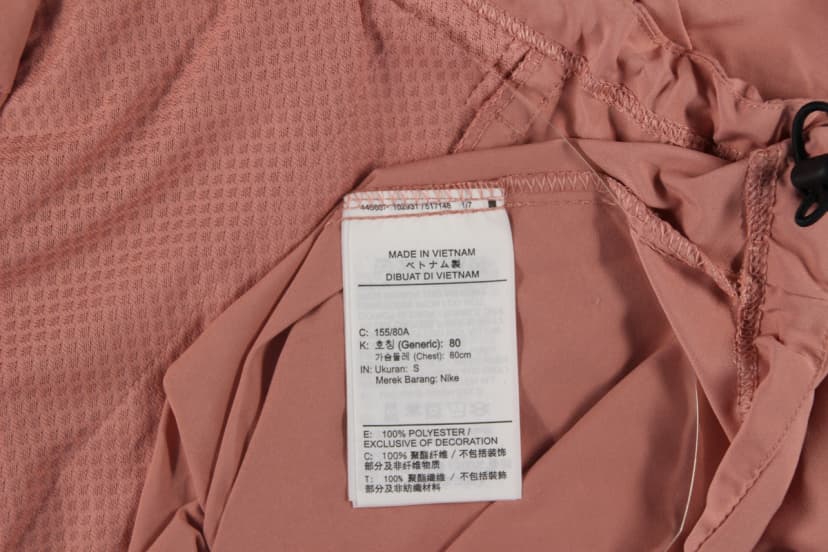 1/7
MADE IN VIETNAM
ベトナム製
DIBUAT DI VIETNAM
C: 155/80A
K: 호칭 (Generic): 80
가슴둘레 (Chest): 80cm
IN: Ukuran: S
Merek Barang: Nike
E: 100% POLYESTER /
EXCLUSIVE OF DECORATION
C: 100% 聚酯纤维 / 不包括装饰
部分及非纤维物质
T: 100% 聚酯纖維 / 不包括裝飾
部分及非紡織材料